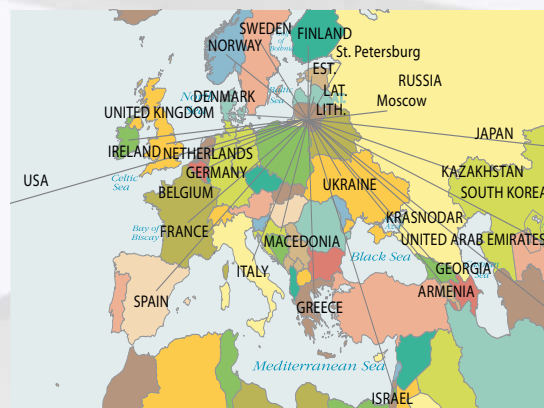 SWEDEN
FINLAND
NORWAY
St. Petersburg
EST.
RUSSIA
LAT.
DENMARK
Moscow
LITH.
UNITED KINGDOM
JAPAN
IRELAND
NETHERLANDS
GERMANY
KAZAKHSTAN
USA
Celtic
Sea
UKRAINE
BELGIUM
SOUTH KOREA
KRASNODAR
Bay of
Biscay
FRANCE
MACEDONIA
UNITED ARAB EMIRATES
Black Sea
ITALY
GEORGIA
ARMENIA
SPAIN
GREECE
Mediterranean Sea
ISRAEL